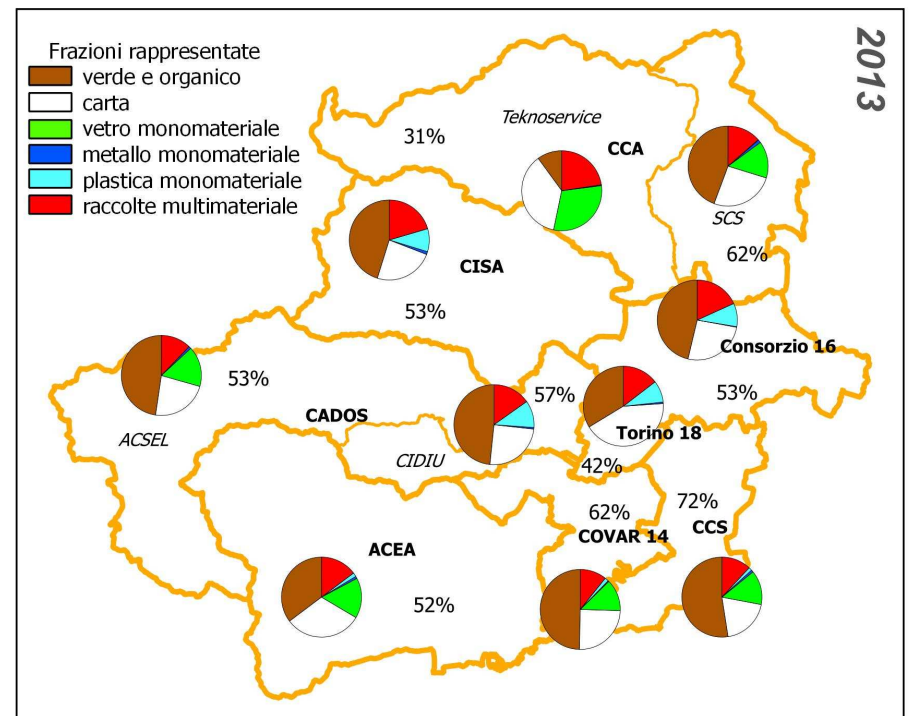 2013
Frazioni rappresentate
verde e organico
carta
vetro monomateriale
metallo monomateriale
plastica monomateriale
raccolte multimateriale
Teknoservice
31%
CCA
SCS
62%
CISA
53%
Consorzio 16
53%
53%
57%
CADOS
ACSEL
CIDIU
Torino 18
42%
72%
62%
CCS
COVAR 14
ACEA
52%